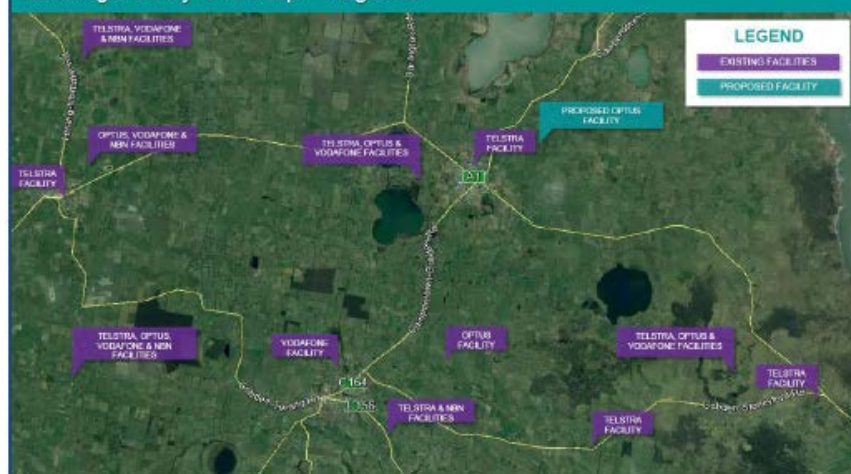 LEGEND
EXISTING FACILITIES
PROPOSED FACILITY
TELSTRA, VODAFONE
& NBN FACILITIES
OPTUS, VODAFONE &
NBN FACILITIES
TELSTRA
FACILITY
TELSTRA, OPTUS &
VODAFONE FACILITIES
TELSTRA
FACILITY
PROPOSED OPTUS
FACILITY
A1
TELSTRA, OPTUS,
VODAFONE & NBN
FACILITIES
VODAFONE
FACILITY
OPTUS
FACILITY
TELSTRA, OPTUS &
VODAFONE FACILITIES
TELSTRA
FACILITY
C164
TELSTRA & NBN
FACILITIES
TELSTRA
FACILITY